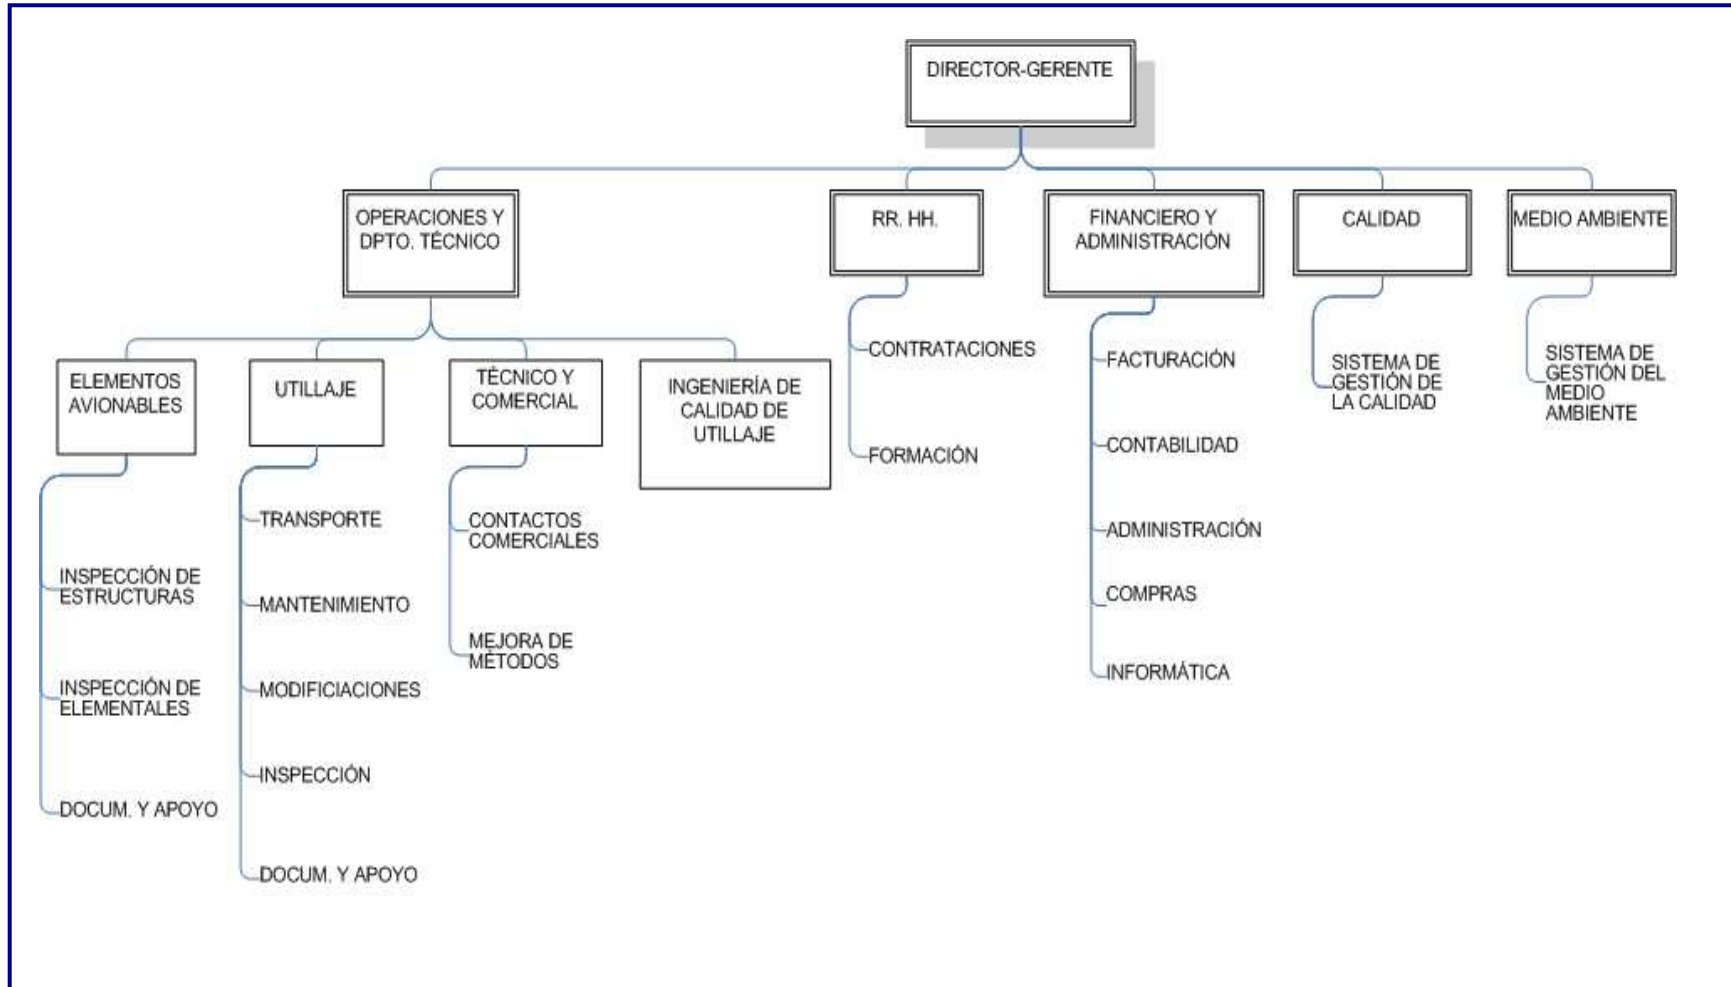 DIRECTOR-GERENTE
OPERACIONES Y
DPTO. TÉCNICO
RR. HH.
FINANCIERO Y
ADMINISTRACIÓN
CALIDAD
MEDIO AMBIENTE
ELEMENTOS
AVIONABLES
UTILLAJE
TÉCNICO Y
COMERCIAL
INGENIERÍA DE
CALIDAD DE
UTILLAJE
INSPECCIÓN DE
ESTRUCTURAS
INSPECCIÓN DE
ELEMENTALES
DOCUM. Y APOYO
TRANSPORTE
MANTENIMIENTO
MODIFICIACIONES
INSPECCIÓN
DOCUM. Y APOYO
CONTACTOS
COMERCIALES
MEJORA DE
MÉTODOS
CONTRATACIONES
FORMACIÓN
FACTURACIÓN
CONTABILIDAD
ADMINISTRACIÓN
COMPRAS
INFORMÁTICA
SISTEMA DE
GESTIÓN DE
LA CALIDAD
SISTEMA DE
GESTIÓN DEL
MEDIO
AMBIENTE